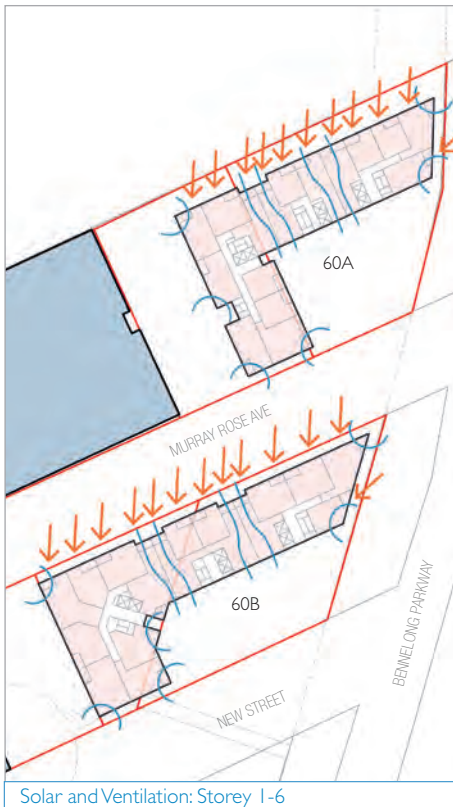 60A
MURRAY ROSE AVE
60B
BENNELONG PARKWAY
NEW STREET
Solar and Ventilation: Storey 1-6